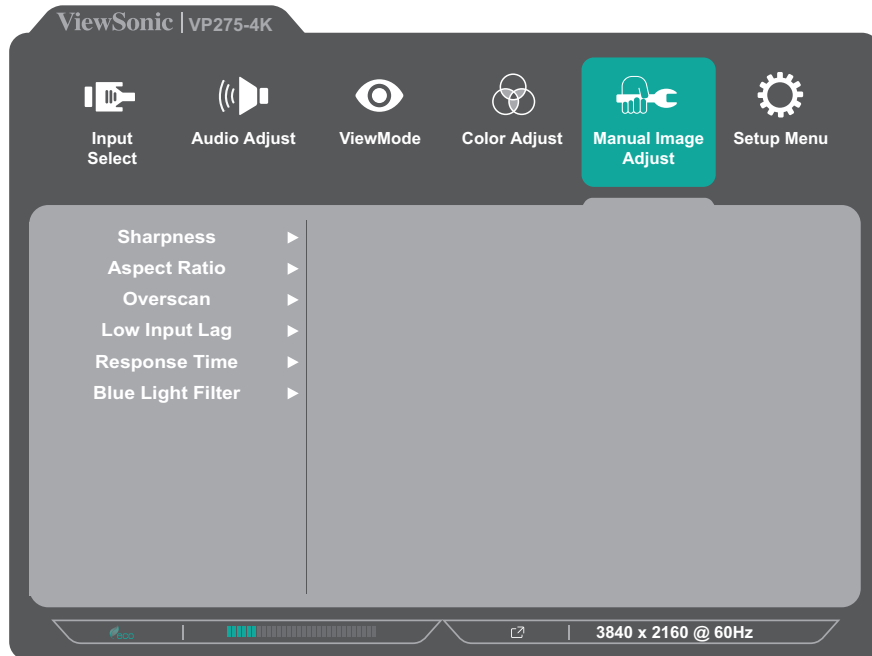 ViewSonic | VP275-4K
Input Select
Audio Adjust
ViewMode
Color Adjust
Manual Image Adjust
Setup Menu
Sharpness
Aspect Ratio
Overscan
Low Input Lag
Response Time
Blue Light Filter
eco
3840 x 2160 @ 60Hz